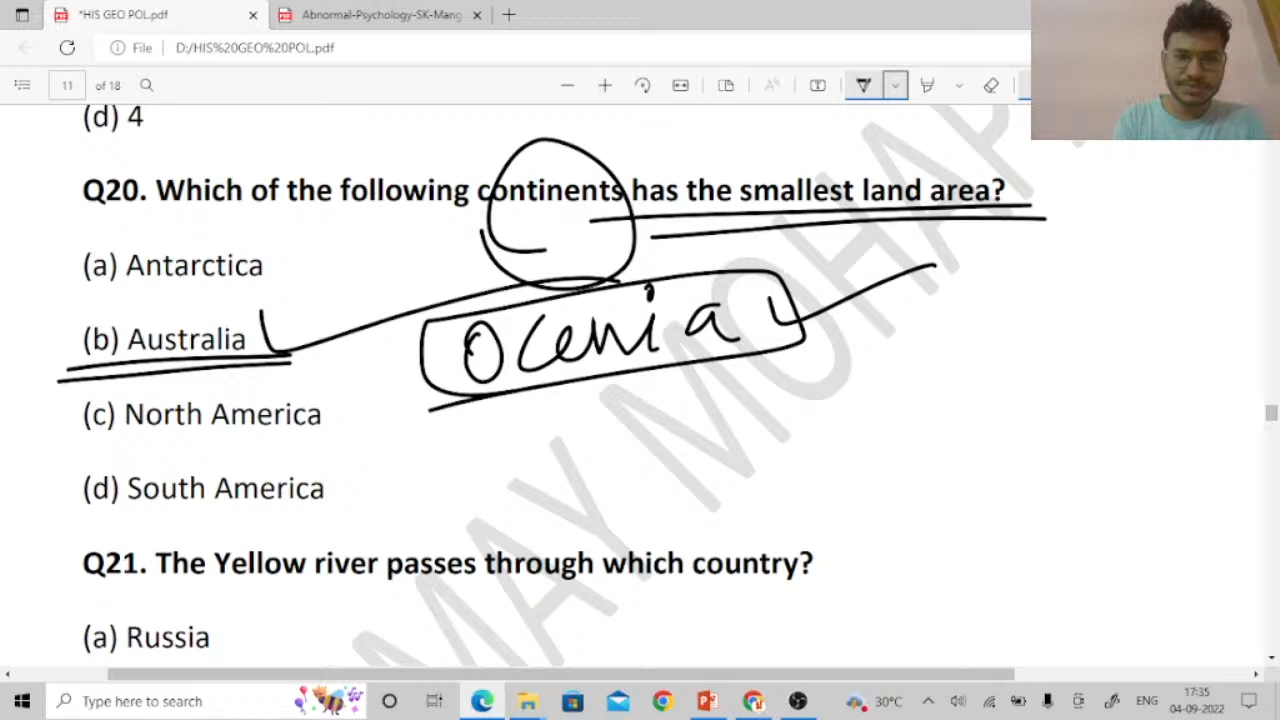 *HIS GEO POL.pdf
Abnormal-Psychology-SK-Mang
File D:/HIS%20GEO%20POL.pdf
11 of 18
(d) 4
Q20. Which of the following continents has the smallest land area?
(a) Antarctica
(b) Australia
Ocenia
(c) North America
(d) South America
Q21. The Yellow river passes through which country?
(a) Russia
MAY MOHAP
Type here to search
30°C
ENG
17:35
04-09-2022